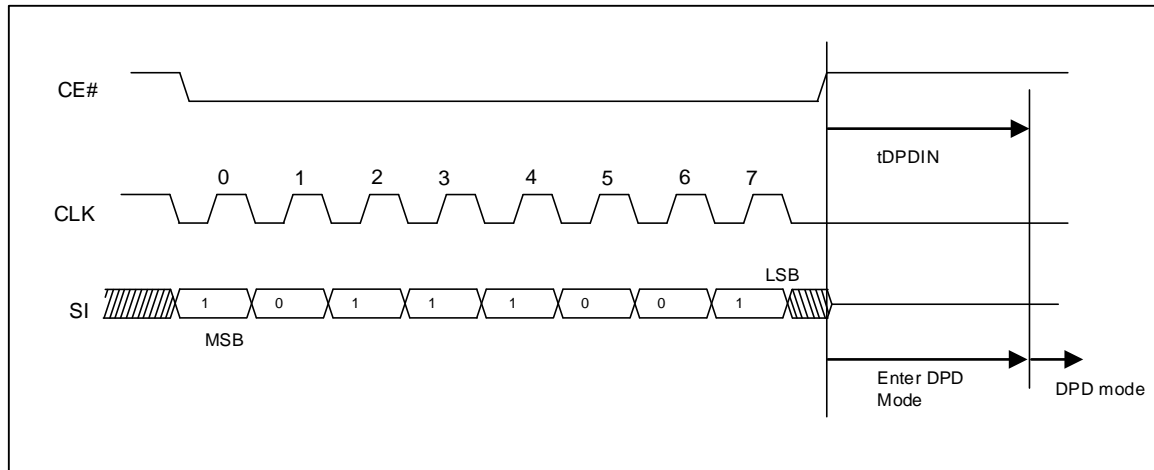 CE#
tDPDIN
0 1 2 3 4 5 6 7
CLK
LSB
SI 1 0 1 1 1 0 0 1
MSB
Enter DPD
Mode
DPD mode